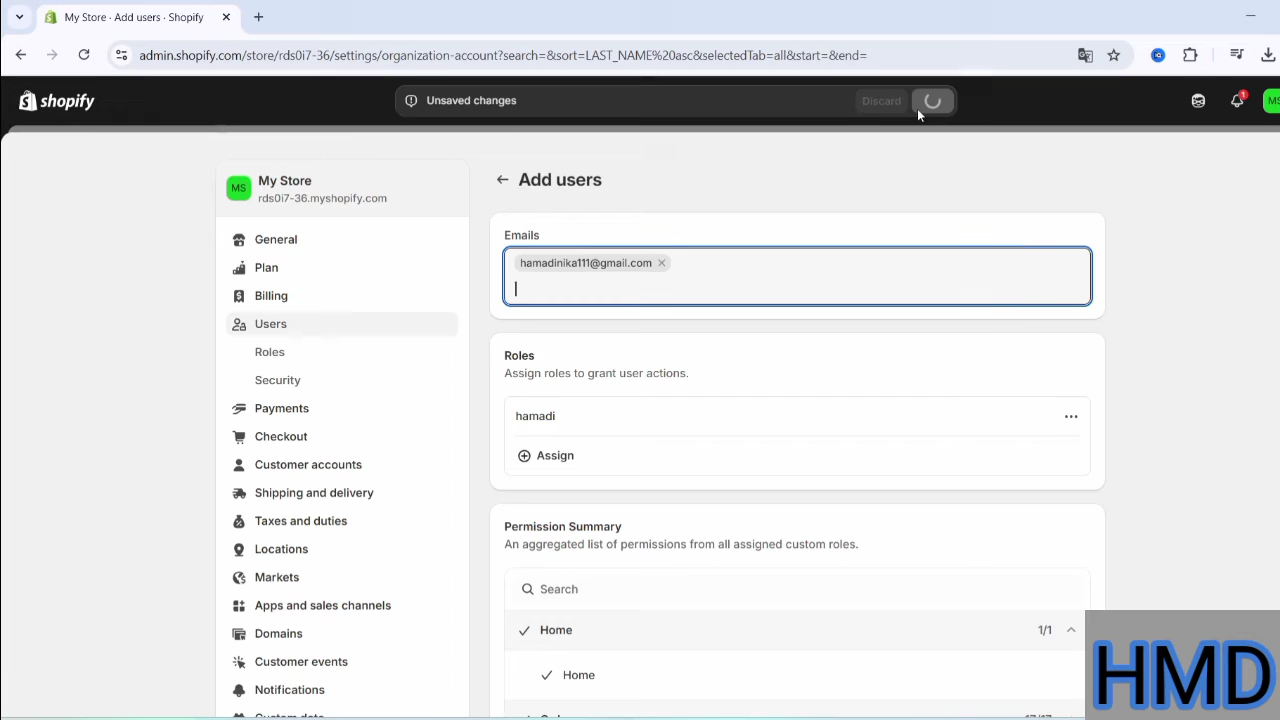 My Store · Add users · Shopify
admin.shopify.com/store/rds0i7-36/settings/organization-account?search=&sort=LAST_NAME%20asc&selectedTab=all&start=&end=
shopify
Unsaved changes
Discard
1
MS
MS
My Store
rds0i7-36.myshopify.com
General
Plan
Billing
Users
Roles
Security
Payments
Checkout
Customer accounts
Shipping and delivery
Taxes and duties
Locations
Markets
Apps and sales channels
Domains
Customer events
Notifications
Custom data
Add users
Emails
hamadinika111@gmail.com
Roles
Assign roles to grant user actions.
hamadi
Assign
Permission Summary
An aggregated list of permissions from all assigned custom roles.
Search
Home
1/1
Home
HMD